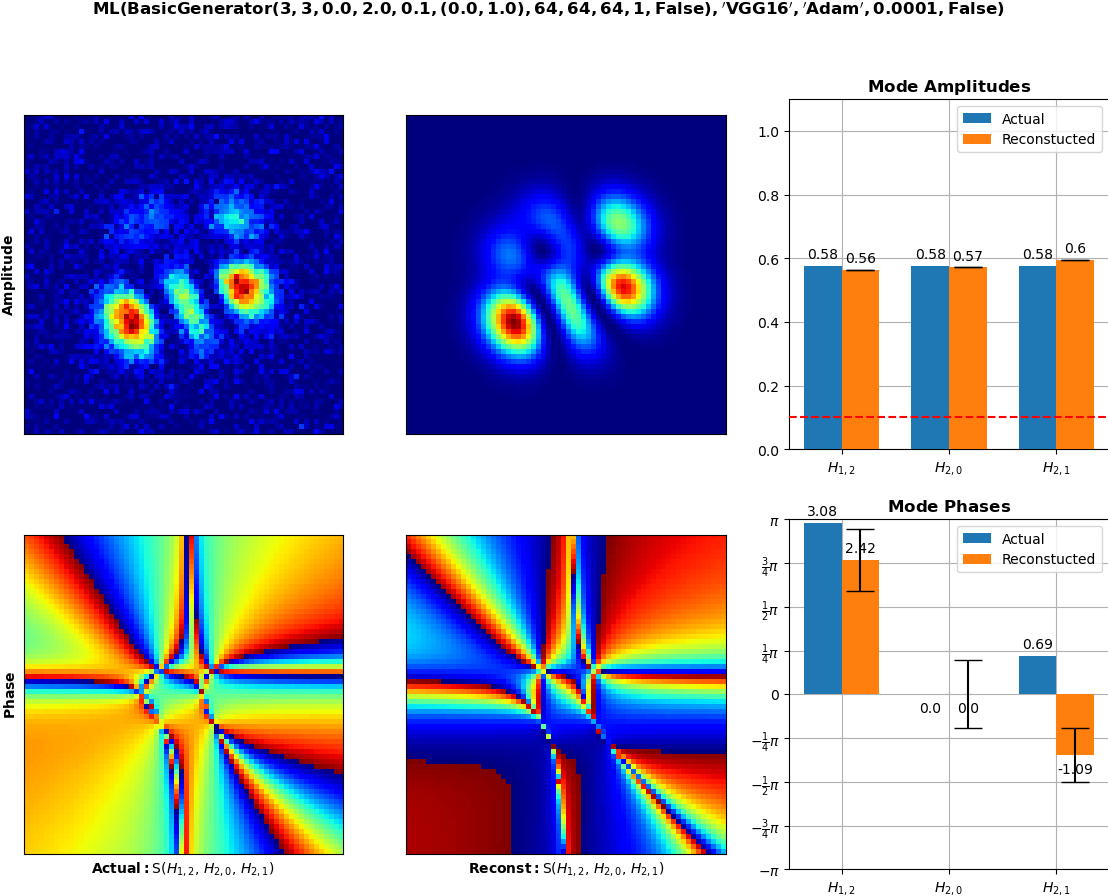 ML(BasicGenerator(3, 3, 0.0, 2.0, 0.1, (0.0, 1.0), 64, 64, 64, 1, False), ′VGG16′, ′Adam′, 0.0001, False)
Mode Amplitudes
Actual
Reconstucted
1.0
0.8
0.6
0.4
0.2
0.0
0.58 0.56 0.58 0.57 0.58 0.6
H1,2 H2,0 H2,1
Amplitude
Mode Phases
Actual
Reconstucted
π
3/4π
1/2π
1/4π
0
−1/4π
−1/2π
−3/4π
−π
3.08 2.42 0.0 0.0 0.69 -1.09
H1,2 H2,0 H2,1
Phase
Actual: S(H1,2, H2,0, H2,1)
Reconst: S(H1,2, H2,0, H2,1)